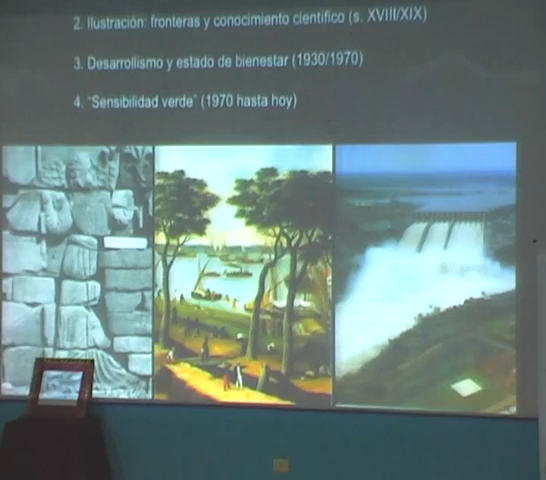 2. Ilustración: fronteras y conocimiento científico (s. XVIII/XIX)
3. Desarrollismo y estado de bienestar (1930/1970)
4. "Sensibilidad verde" (1970 hasta hoy)